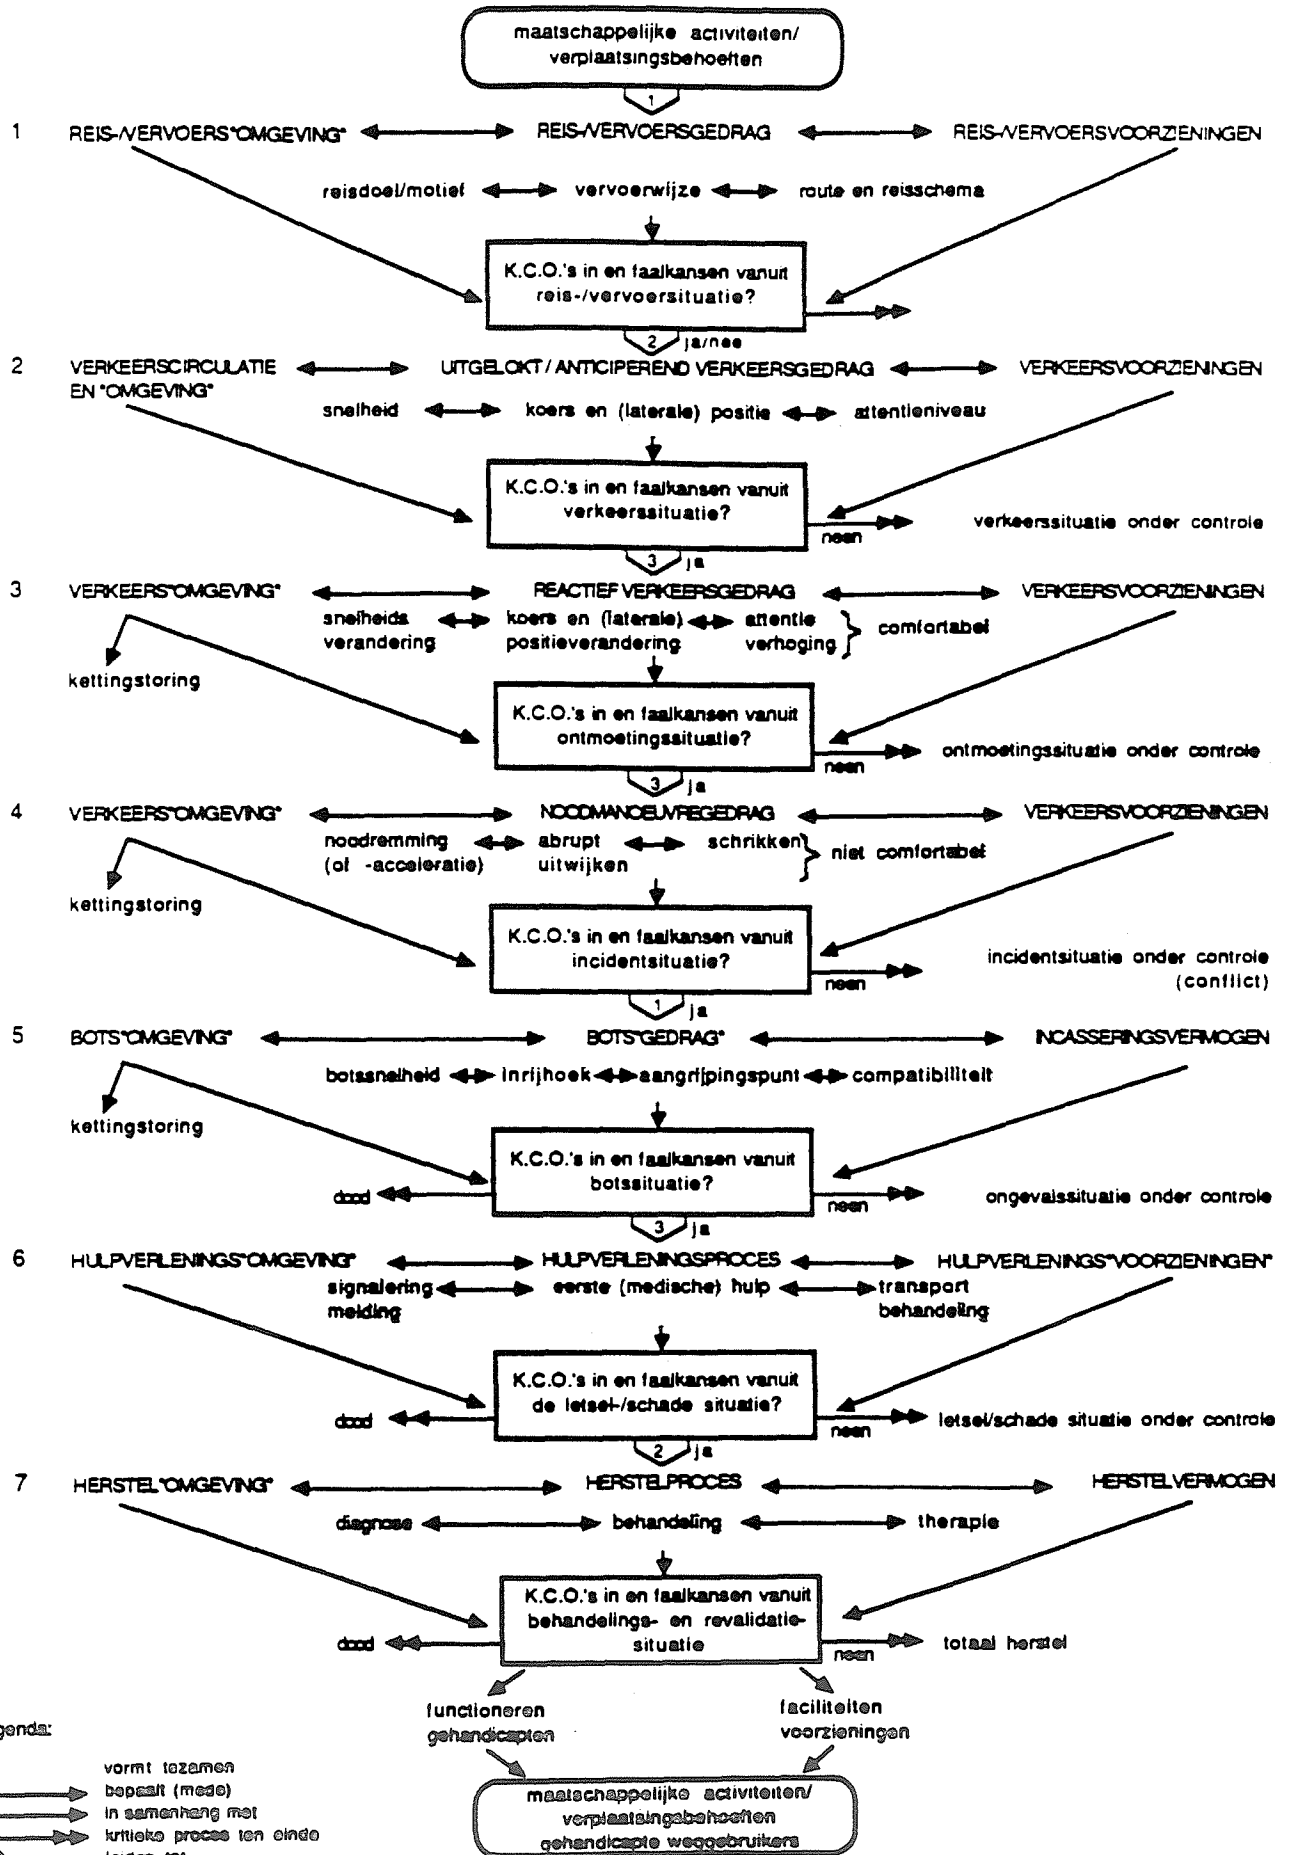 maatschappelijke activiteiten/
verplaatsingsbehoeften
1
1 REIS-/VERVOERS"OMGEVING" REIS-/VERVOERSGEDRAG REIS-/VERVOERSVOORZIENINGEN
reisdoel/motief vervoerwijze route en reisschema
K.C.O.'s in en faalkansen vanuit
reis-/vervoersituatie?
2 ja/nee
2 VERKEERSCIRCULATIE UITGELOKT/ANTICIPEREND VERKEERSGEDRAG VERKEERSVOORZIENINGEN
EN "OMGEVING"
snelheid koers en (laterale) positie attentieniveau
K.C.O.'s in en faalkansen vanuit
verkeerssituatie?
neen verkeerssituatie onder controle
3 ja
3 VERKEERS"OMGEVING" REACTIEF VERKEERSGEDRAG VERKEERSVOORZIENINGEN
snelheids koers en (laterale) attentie
verandering positieverandering verhoging } comfortabel
kettingstoring
K.C.O.'s in en faalkansen vanuit
ontmoetingssituatie?
neen ontmoetingssituatie onder controle
3 ja
4 VERKEERS"OMGEVING" NOODMANOEUVREGEDRAG VERKEERSVOORZIENINGEN
noodremming abrupt schrikken
(of -acceleratie) uitwijken } niet comfortabel
kettingstoring
K.C.O.'s in en faalkansen vanuit
incidentsituatie?
neen incidentsituatie onder controle
(conflict)
1 ja
5 BOTS"OMGEVING" BOTS"GEDRAG" INCASSERINGSVERMOGEN
botssnelheid inrijhoek aangrijpingspunt compatibiliteit
kettingstoring
K.C.O.'s in en faalkansen vanuit
botssituatie?
dood neen ongevalssituatie onder controle
3 ja
6 HULPVERLENINGS"OMGEVING" HULPVERLENINGSPROCES HULPVERLENINGS"VOORZIENINGEN"
signalering eerste (medische) hulp transport
melding behandeling
K.C.O.'s in en faalkansen vanuit
de letsel-/schade situatie?
dood neen letsel/schade situatie onder controle
2 ja
7 HERSTEL"OMGEVING" HERSTELPROCES HERSTELVERMOGEN
diagnose behandeling therapie
K.C.O.'s in en faalkansen vanuit
behandelings- en revalidatie-
situatie
dood neen totaal herstel
functioneren faciliteiten
gehandicapten voorzieningen
genda:
vormt tezamen
bepaalt (mede)
in samenhang met
kritieke proces ten einde
maatschappelijke activiteiten/
verplaatsingsbehoeften
gehandicapte weggebruikers